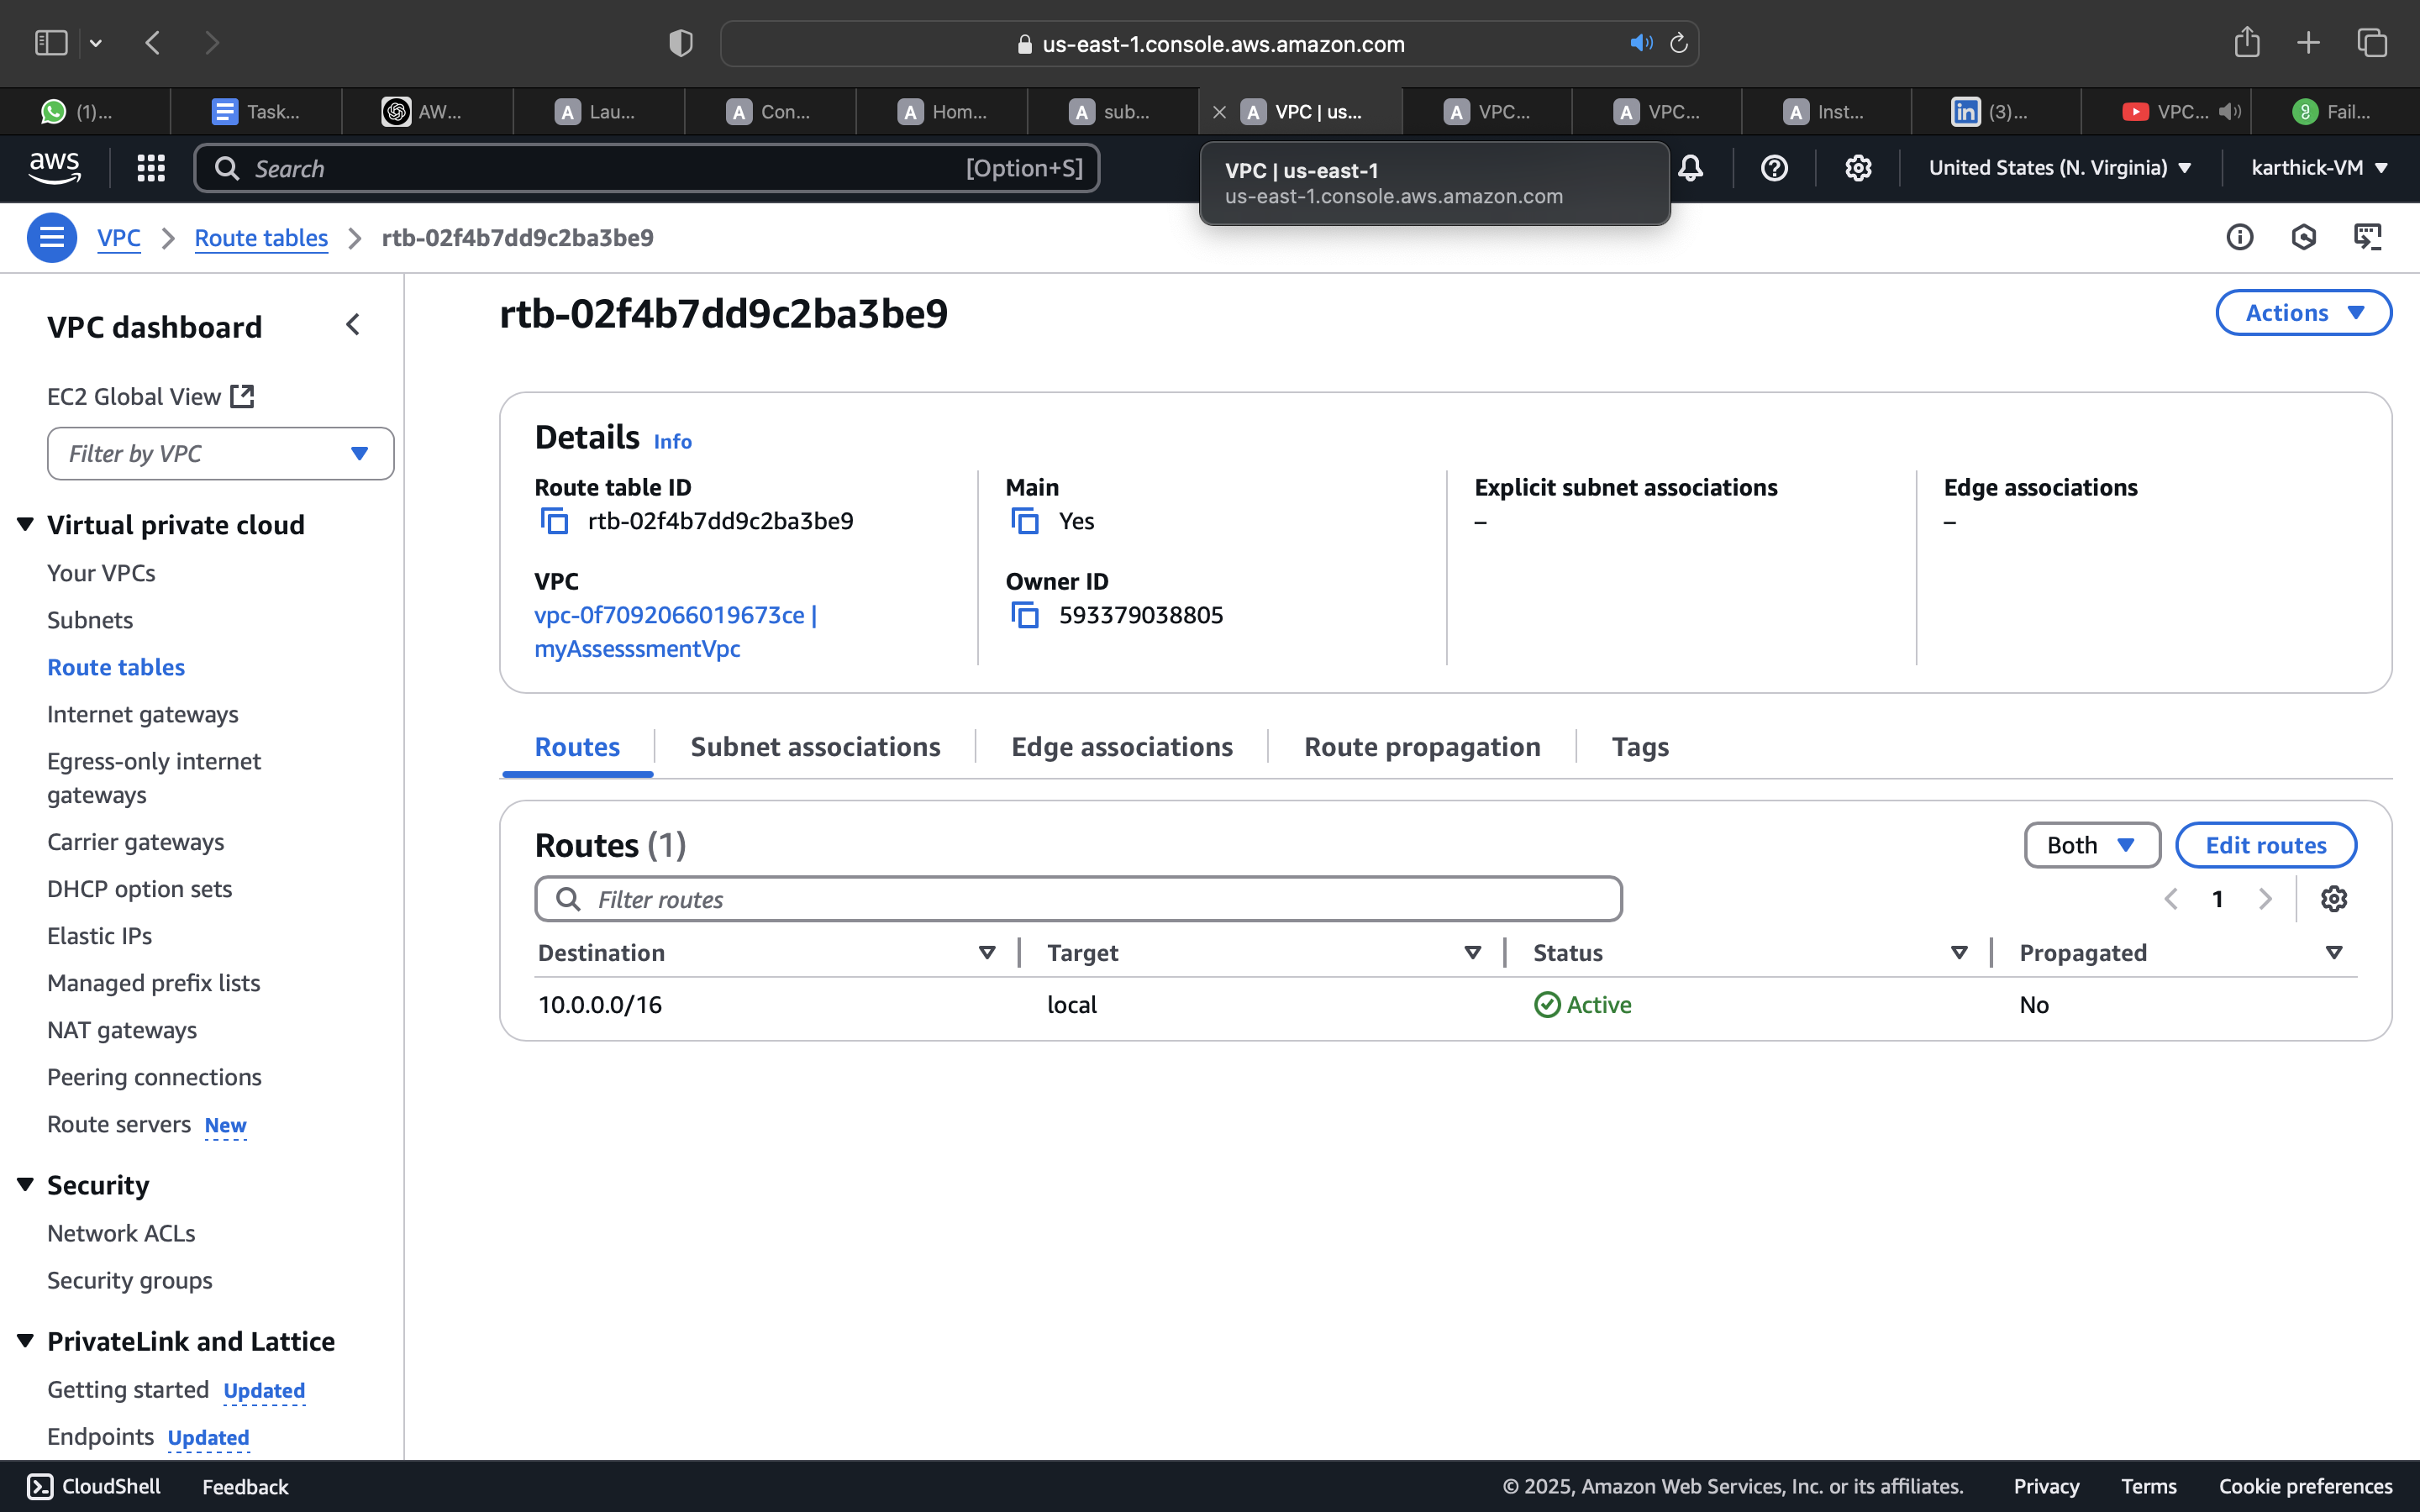 us-east-1.console.aws.amazon.com
(1)...
Task...
AW...
Lau...
Con...
Hom...
sub...
VPC | us...
VPC...
VPC...
Inst...
(3)...
VPC...
Fail...
aws
Search
[Option+S]
VPC | us-east-1
us-east-1.console.aws.amazon.com
United States (N. Virginia)
karthick-VM
VPC
Route tables
rtb-02f4b7dd9c2ba3be9
VPC dashboard
EC2 Global View
Filter by VPC
Virtual private cloud
Your VPCs
Subnets
Route tables
Internet gateways
Egress-only internet
gateways
Carrier gateways
DHCP option sets
Elastic IPs
Managed prefix lists
NAT gateways
Peering connections
Route servers New
Security
Network ACLs
Security groups
PrivateLink and Lattice
Getting started Updated
Endpoints Updated
rtb-02f4b7dd9c2ba3be9
Actions
Details Info
Route table ID
rtb-02f4b7dd9c2ba3be9
Main
Yes
Explicit subnet associations
–
Edge associations
–
VPC
vpc-0f7092066019673ce |
myAssesssmentVpc
Owner ID
593379038805
Routes
Subnet associations
Edge associations
Route propagation
Tags
Routes (1)
Both
Edit routes
Filter routes
1
Destination
Target
Status
Propagated
10.0.0.0/16
local
Active
No
CloudShell
Feedback
© 2025, Amazon Web Services, Inc. or its affiliates.
Privacy
Terms
Cookie preferences